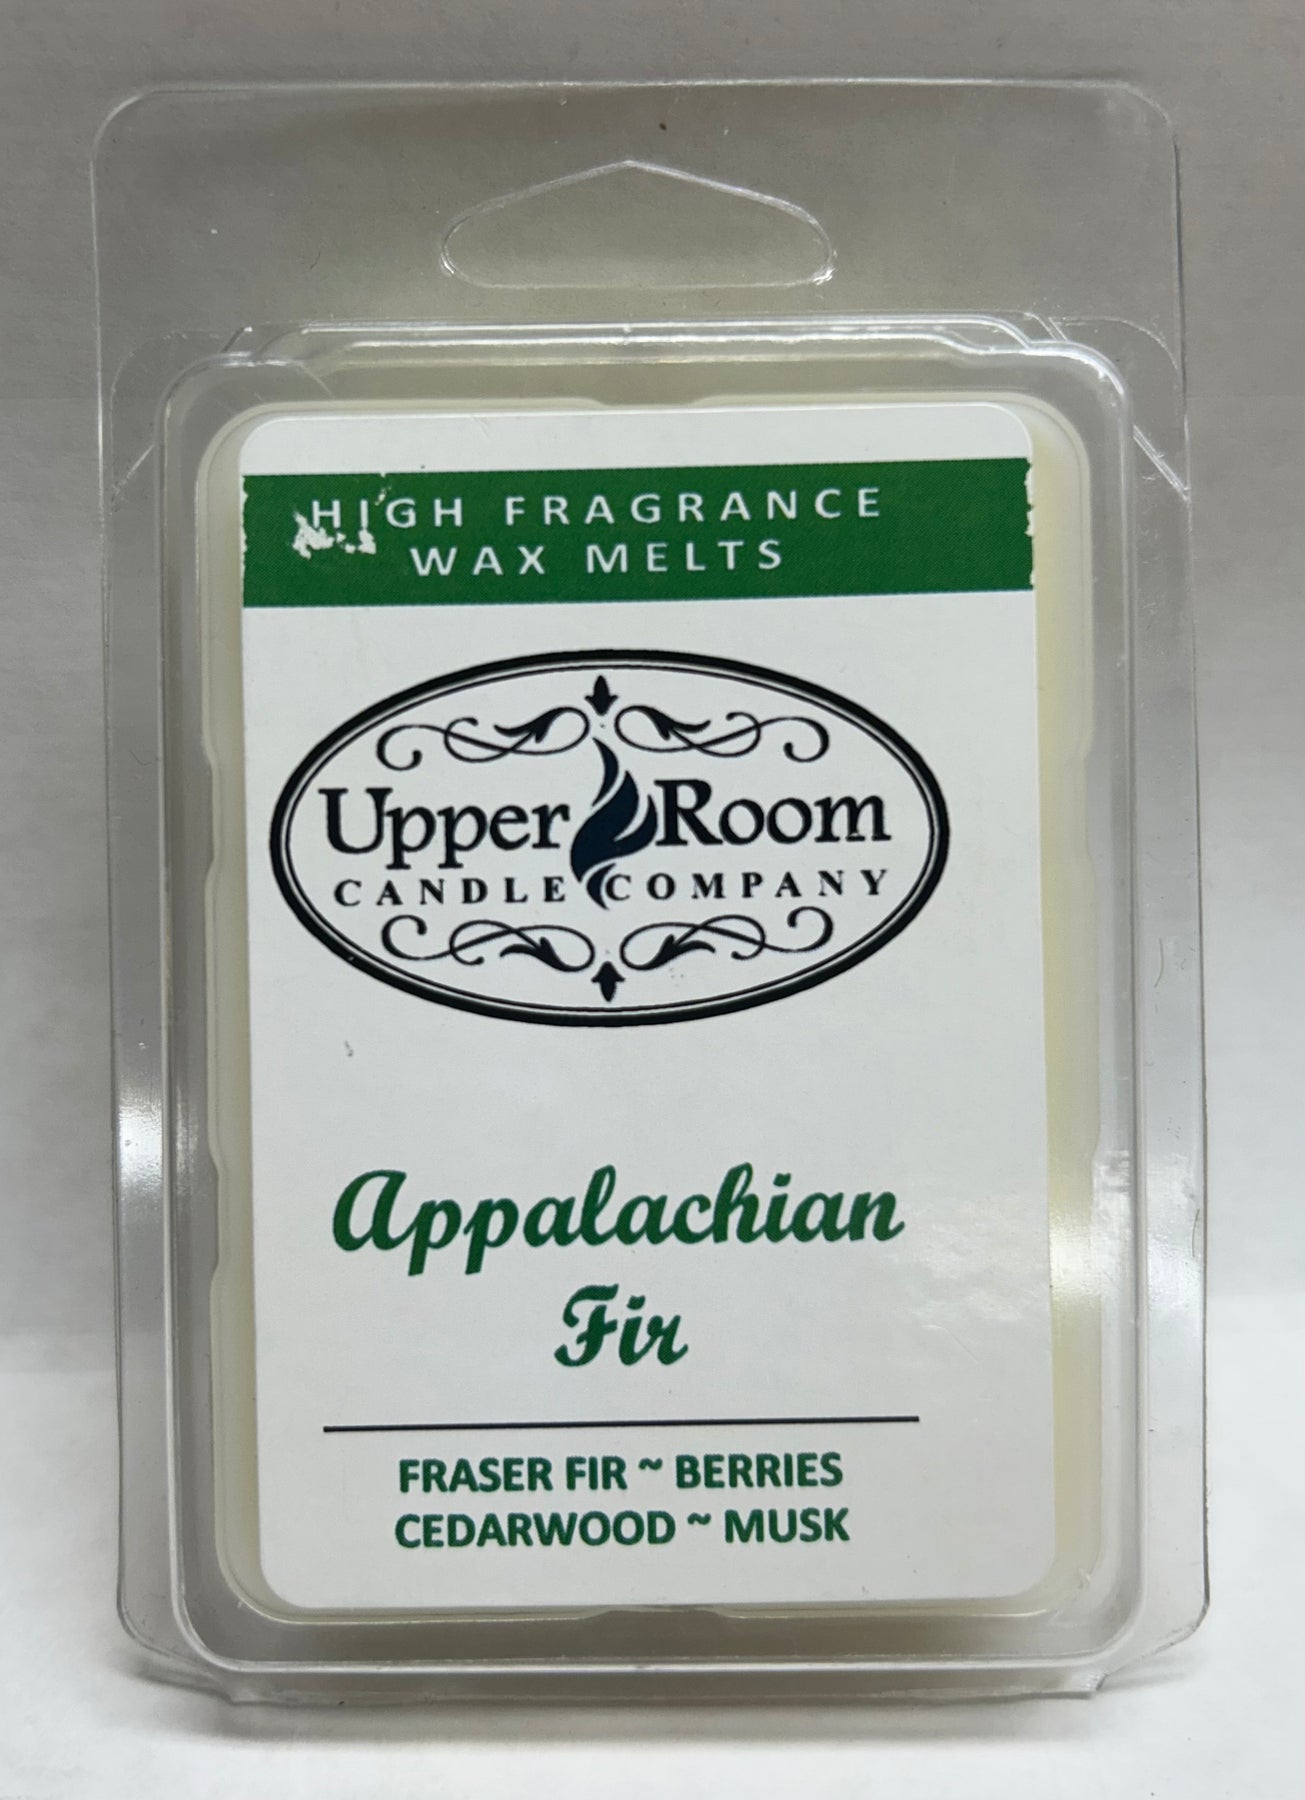 HIGH FRAGRANCE
WAX MELTS
Upper Room
CANDLE COMPANY
Appalachian
Fir
FRASER FIR ~ BERRIES
CEDARWOOD ~ MUSK